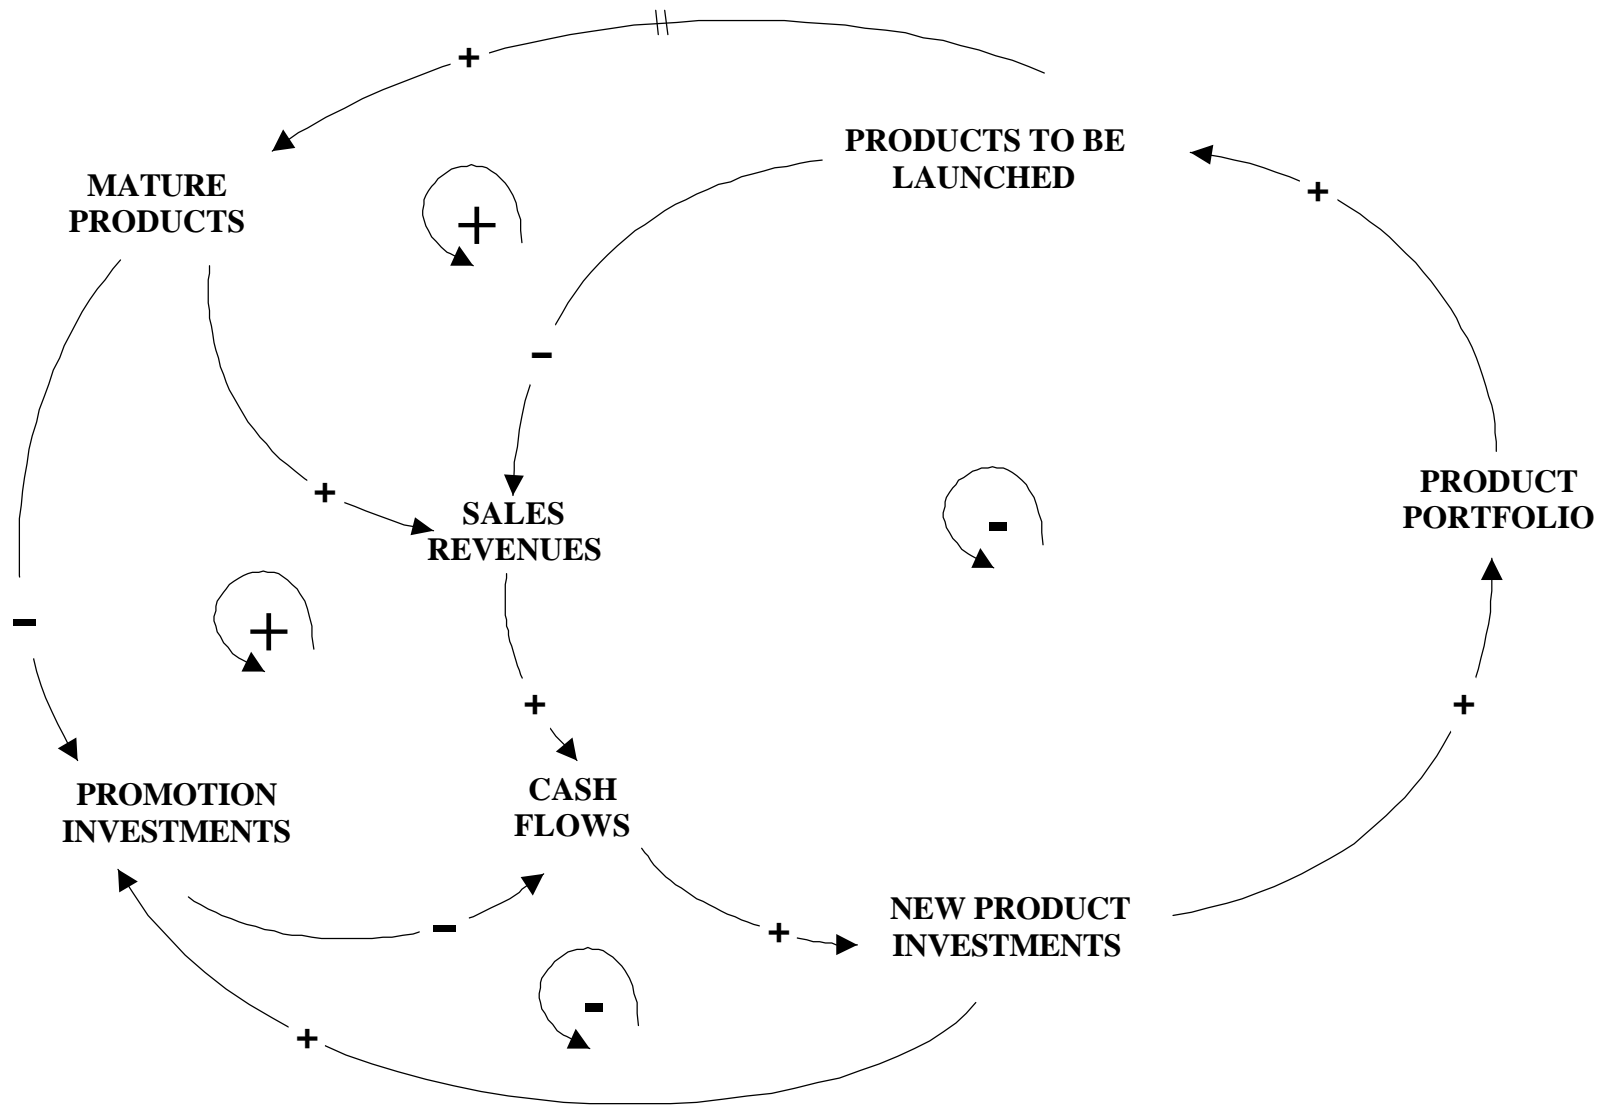 +
PRODUCTS TO BE
LAUNCHED
+
MATURE
PRODUCTS
+
-
+
SALES
REVENUES
-
PRODUCT
PORTFOLIO
-
+
+
+
PROMOTION
INVESTMENTS
CASH
FLOWS
-
+
NEW PRODUCT
INVESTMENTS
-
+